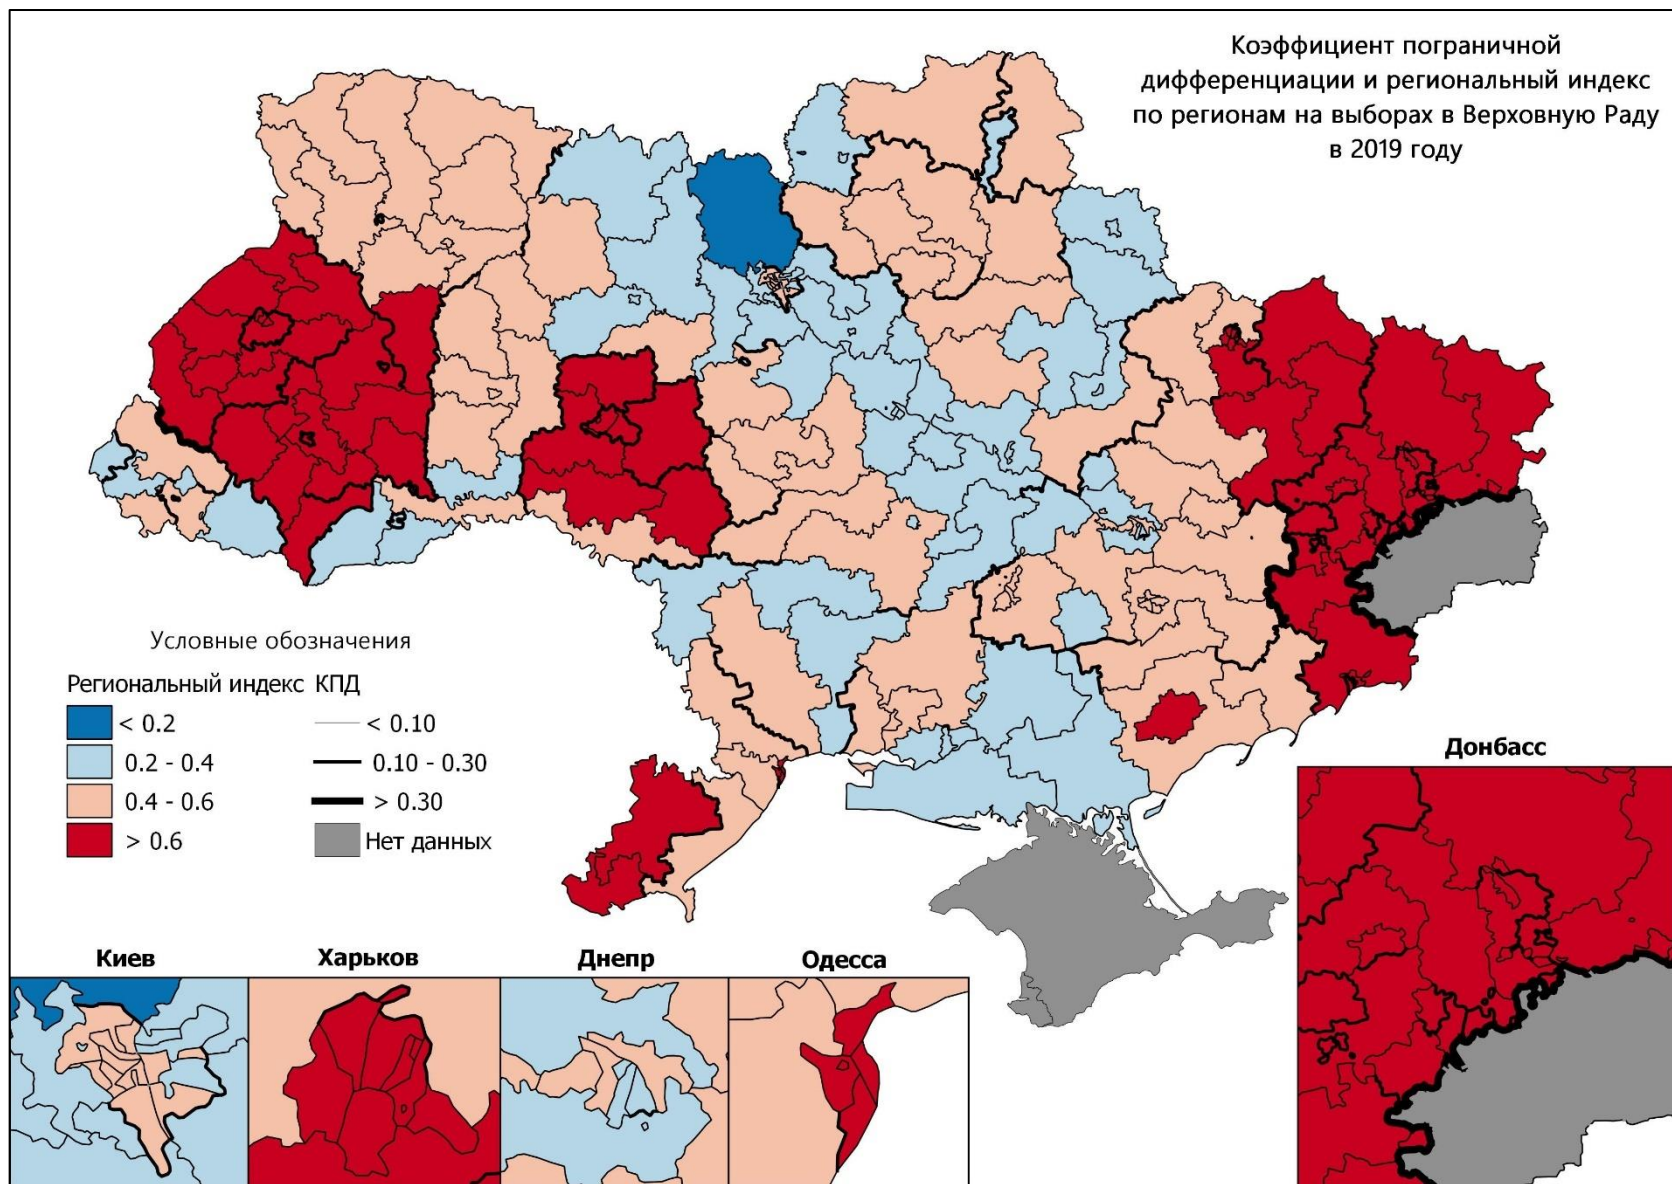 Коэффициент пограничной
дифференциации и региональный индекс
по регионам на выборах в Верховную Раду
в 2019 году
Условные обозначения
Региональный индекс КПД
< 0.2 < 0.10
0.2 - 0.4 0.10 - 0.30
0.4 - 0.6 > 0.30
> 0.6 Нет данных
Донбасс
Киев Харьков Днепр Одесса